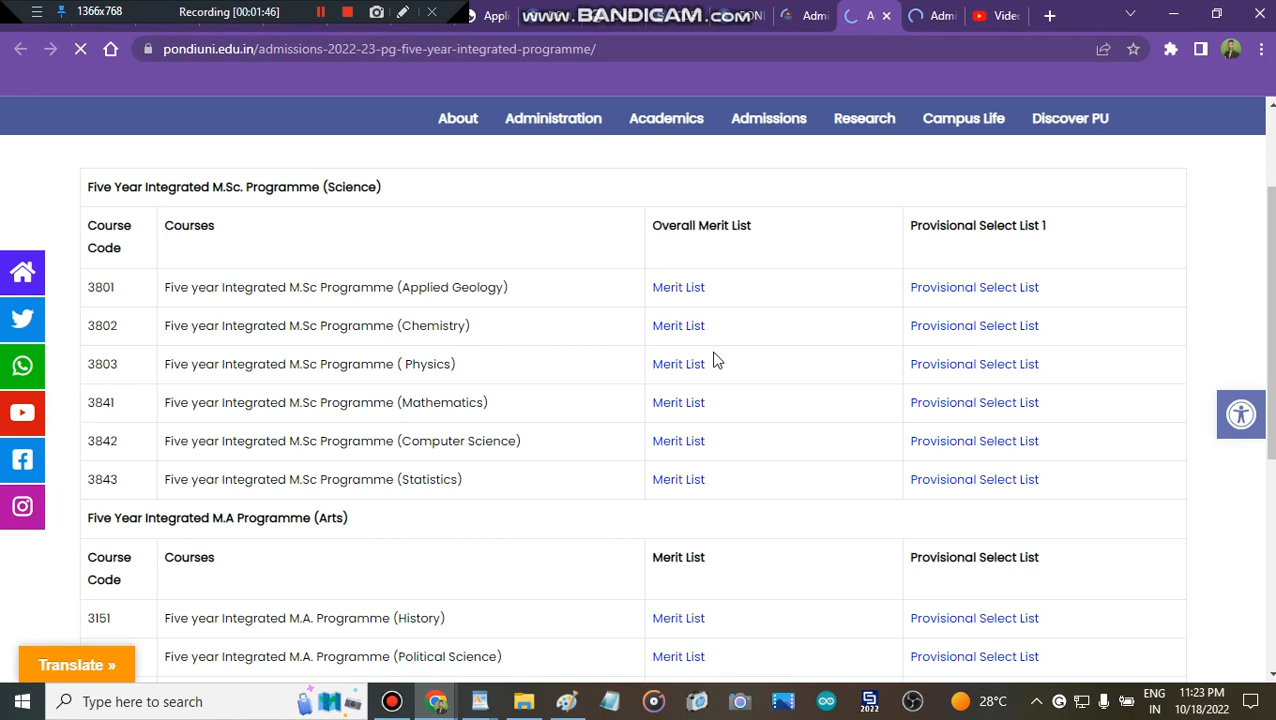 1366x768 Recording [00:01:46]
www.BANDICAM.com
Appli
Admi
A
Admi
Vide
pondiuni.edu.in/admissions-2022-23-pg-five-year-integrated-programme/
About Administration Academics Admissions Research Campus Life Discover PU
Five Year Integrated M.Sc. Programme (Science)
Course Code Courses Overall Merit List Provisional Select List 1
3801 Five year Integrated M.Sc Programme (Applied Geology) Merit List Provisional Select List
3802 Five year Integrated M.Sc Programme (Chemistry) Merit List Provisional Select List
3803 Five year Integrated M.Sc Programme ( Physics) Merit List Provisional Select List
3841 Five year Integrated M.Sc Programme (Mathematics) Merit List Provisional Select List
3842 Five year Integrated M.Sc Programme (Computer Science) Merit List Provisional Select List
3843 Five year Integrated M.Sc Programme (Statistics) Merit List Provisional Select List
Five Year Integrated M.A Programme (Arts)
Course Code Courses Merit List Provisional Select List
3151 Five year Integrated M.A. Programme (History) Merit List Provisional Select List
Five year Integrated M.A. Programme (Political Science) Merit List Provisional Select List
Translate »
Type here to search
2022
28°C
ENG
IN
11:23 PM
10/18/2022